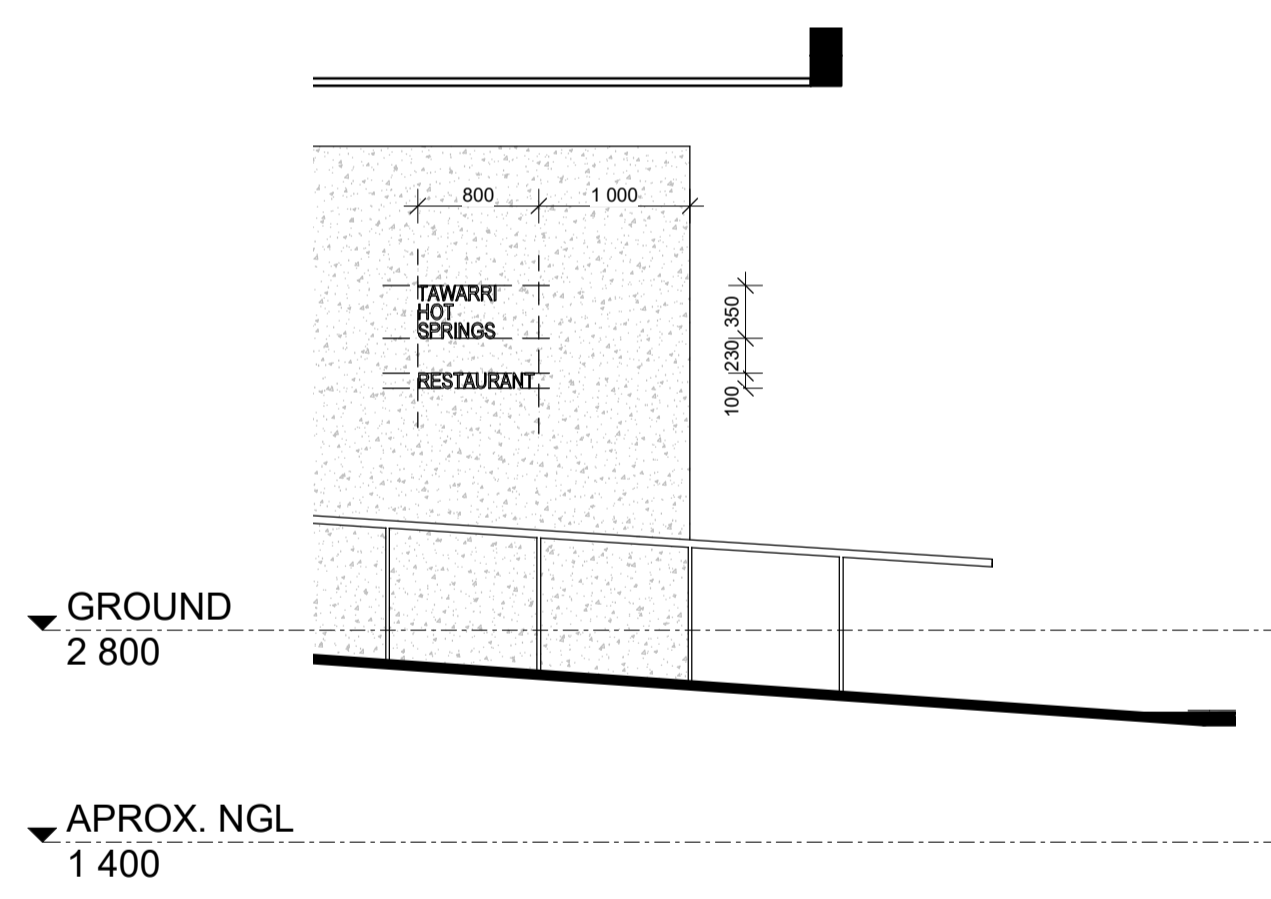 800
1 000
TAWARRI
HOT
SPRINGS
RESTAURANT
350
230
100
GROUND
2 800
APROX. NGL
1 400